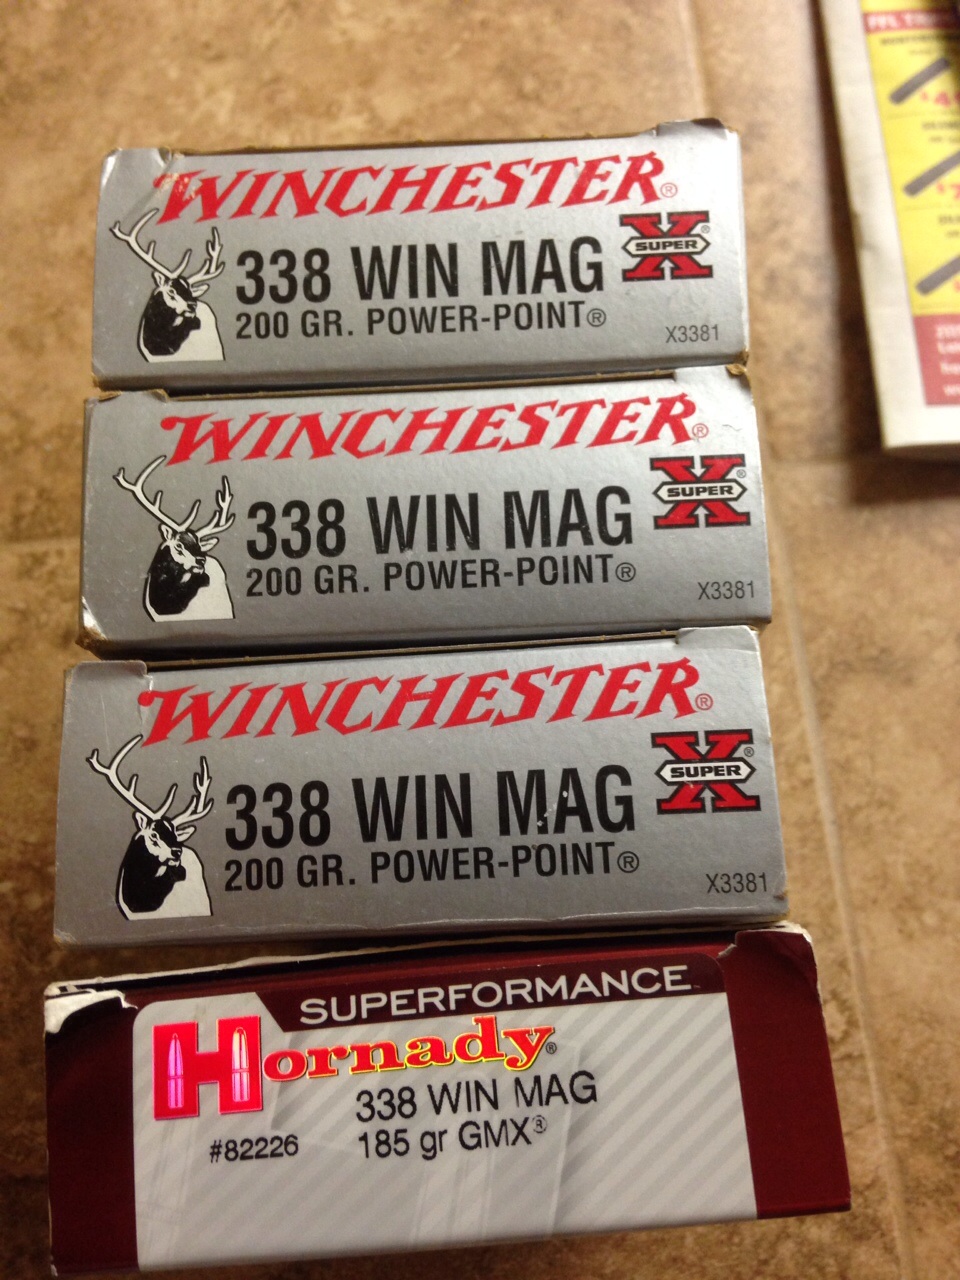 WINCHESTER®
338 WIN MAG
SUPER X®
200 GR. POWER-POINT®
X3381
WINCHESTER®
338 WIN MAG
SUPER X®
200 GR. POWER-POINT®
X3381
WINCHESTER®
338 WIN MAG
SUPER X®
200 GR. POWER-POINT®
X3381
SUPERFORMANCE™
Hornady®
338 WIN MAG
#82226
185 gr GMX®